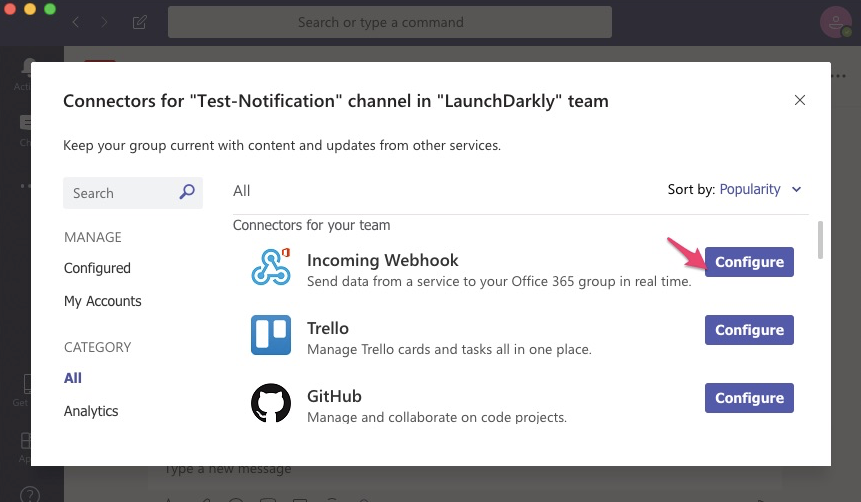 Search or type a command
Connectors for "Test-Notification" channel in "LaunchDarkly" team
Keep your group current with content and updates from other services.
Search
All
Sort by: Popularity
MANAGE
Configured
My Accounts
CATEGORY
All
Analytics
Connectors for your team
Incoming Webhook
Send data from a service to your Office 365 group in real time.
Configure
Trello
Manage Trello cards and tasks all in one place.
Configure
GitHub
Manage and collaborate on code projects.
Configure
Type a new message